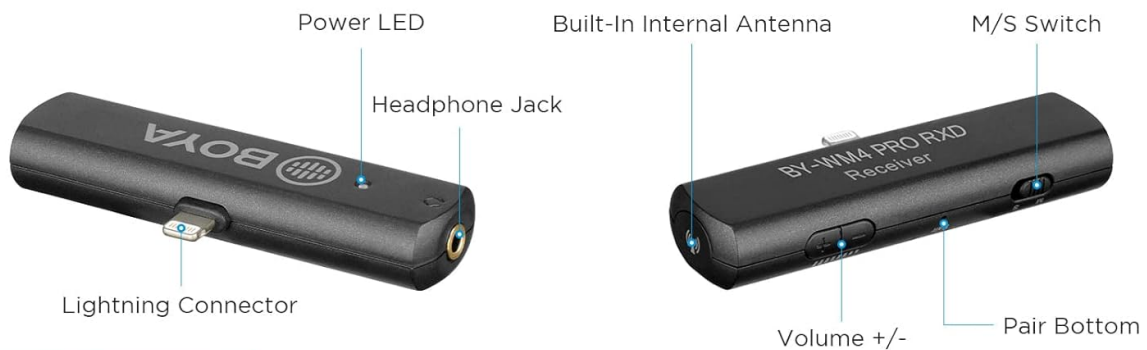 Power LED
Built-In Internal Antenna
M/S Switch
Headphone Jack
BOYA
BY-WM4 PRO RXD
Receiver
Lightning Connector
Volume +/-
Pair Bottom